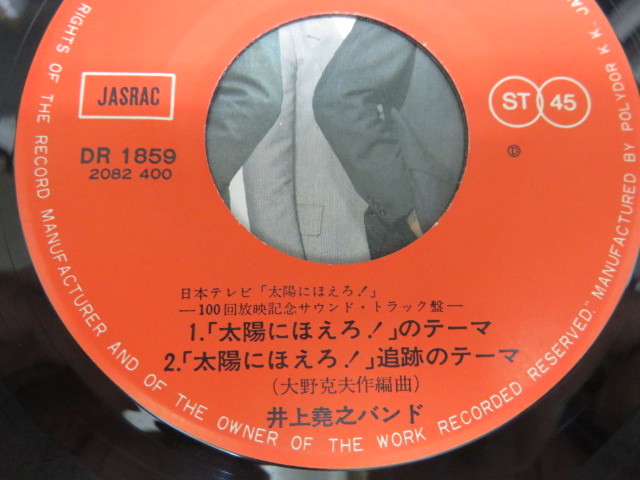 JASRAC
ST 45
DR 1859
2082 400
Ⓟ
日本テレビ「太陽にほえろ！」
―100回放映記念サウンド・トラック盤―
1.「太陽にほえろ！」のテーマ
2.「太陽にほえろ！」追跡のテーマ
(大野克夫作編曲)
井上堯之バンド
RIGHTS OF THE RECORD MANUFACTURER AND OF THE OWNER OF THE WORK RECORDED RESERVED. MANUFACTURED BY POLYDOR K.K. JA